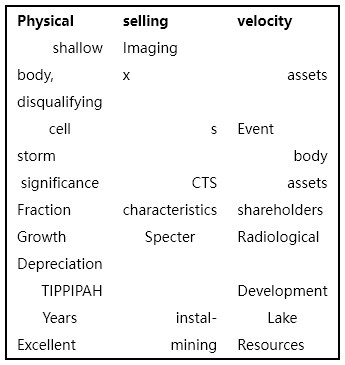 Physical selling velocity
shallow Imaging
body, x assets
disqualifying
cell s Event
storm body
significance CTS assets
Fraction characteristics shareholders
Growth Specter Radiological
Depreciation
TIPPIPAH Development
Years instal- Lake
Excellent mining Resources